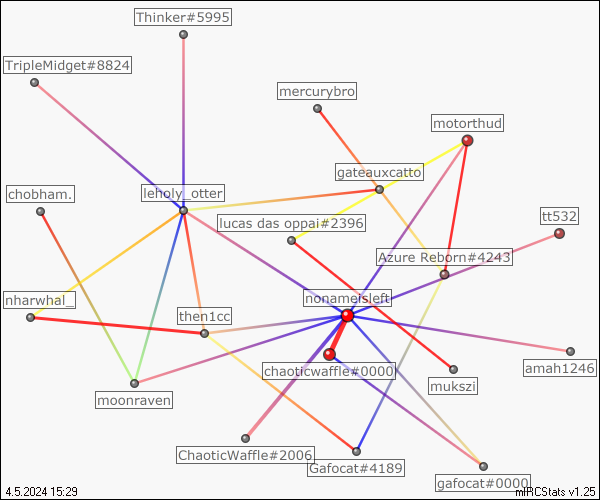 Thinker#5995
TripleMidget#8824
mercurybro
motorthud
gateauxcatto
chobham.
leholy_otter
tt532
lucas das oppai#2396
Azure Reborn#4243
nharwhal_
nonameisleft
then1cc
chaoticwaffle#0000
amah1246
mukszi
moonraven
ChaoticWaffle#2006
Gafocat#4189
gafocat#0000
4.5.2024 15:29
mIRCStats v1.25